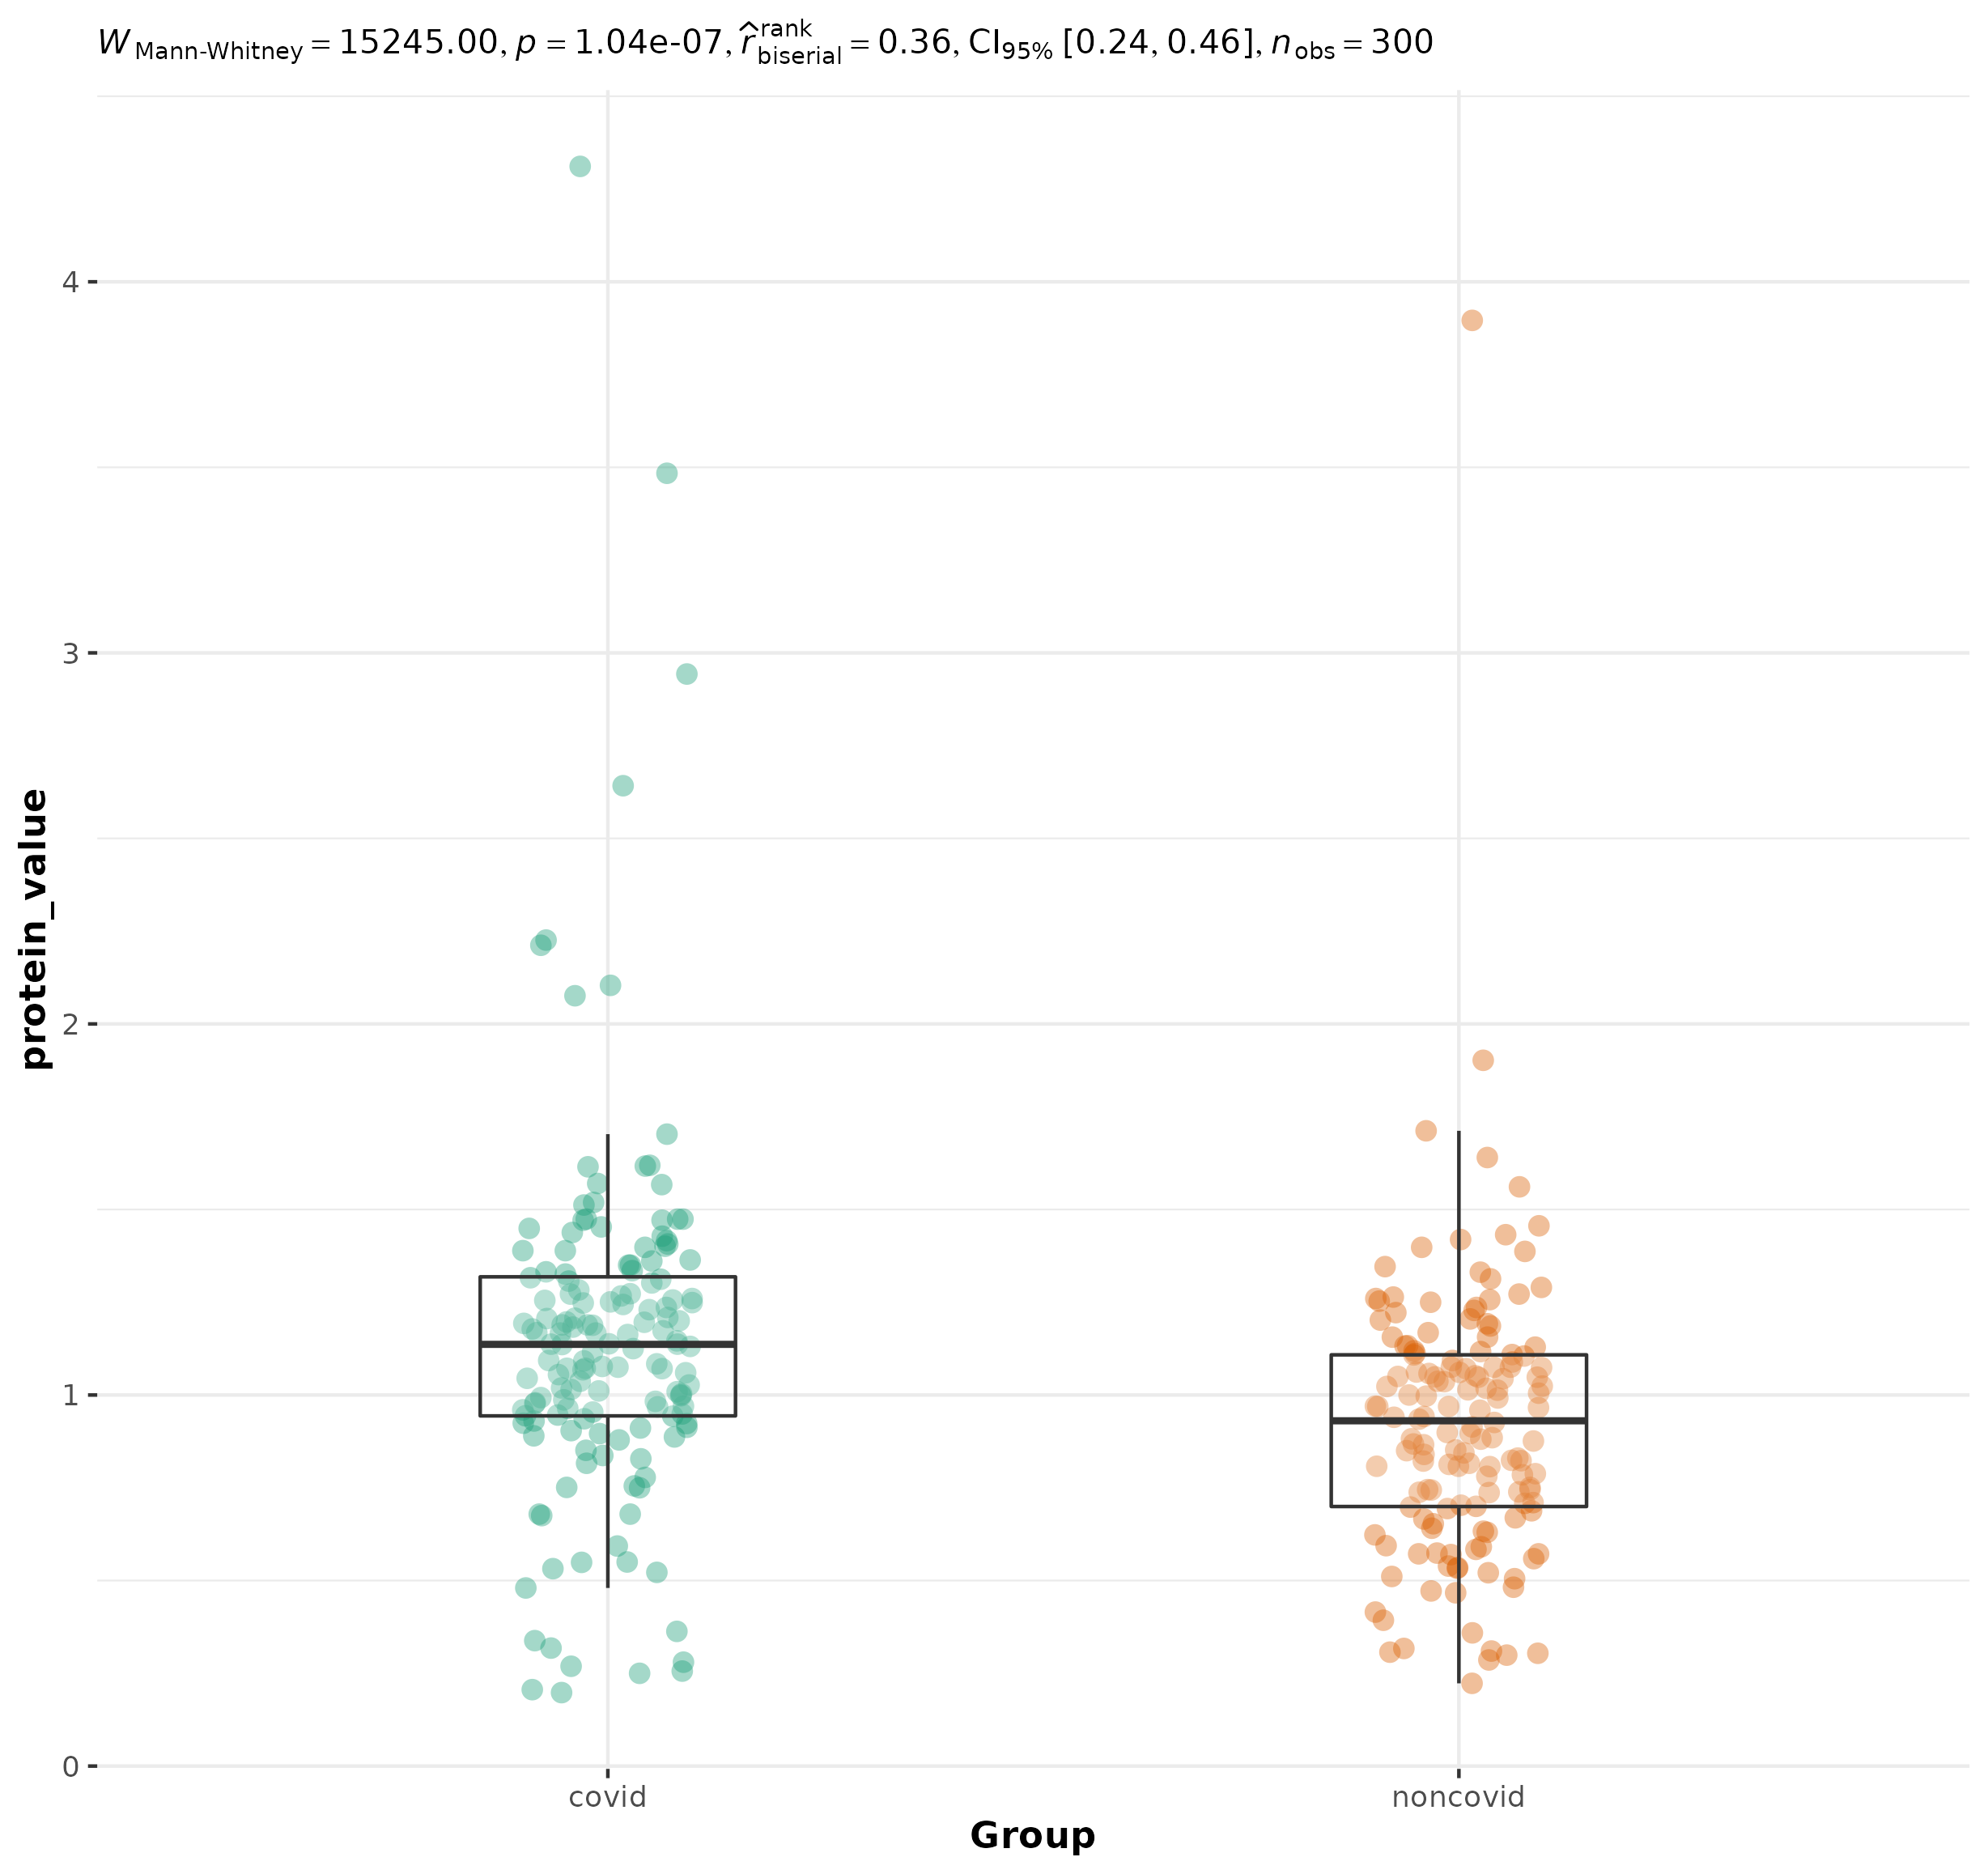 W Mann-Whitney = 15245.00, p = 1.04e-07, r̂ rank biserial = 0.36, CI95% [0.24, 0.46], n obs = 300
4
3
2
1
0
protein_value
covid noncovid
Group